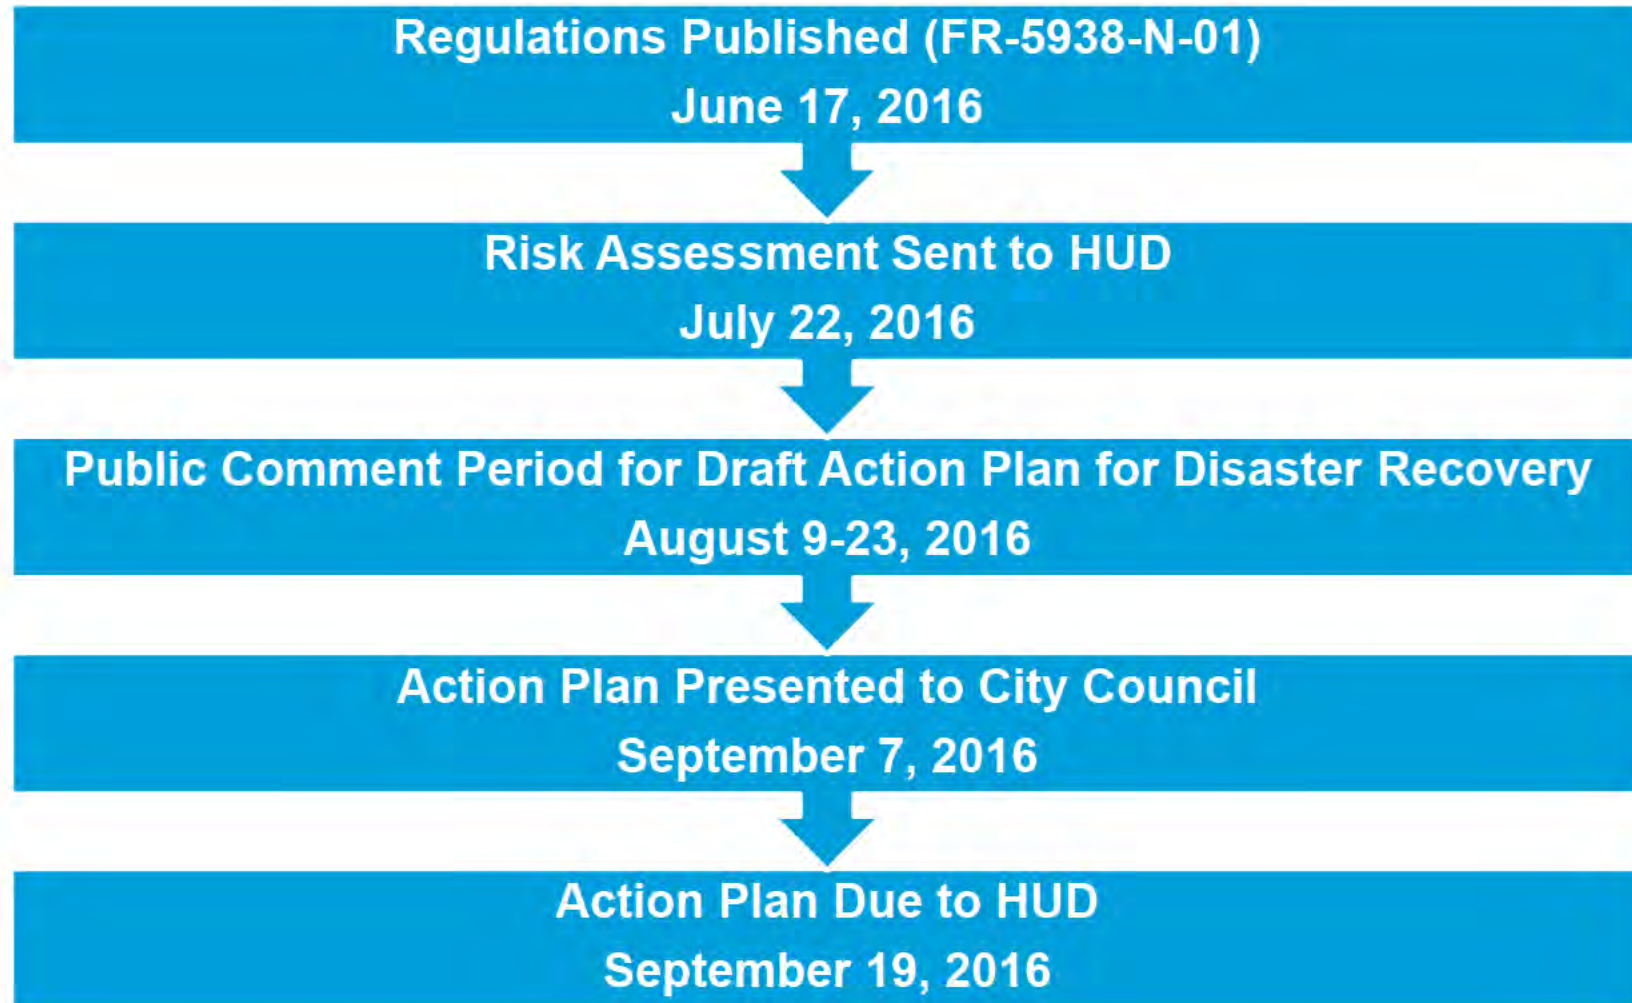 Regulations Published (FR-5938-N-01)
June 17, 2016
Risk Assessment Sent to HUD
July 22, 2016
Public Comment Period for Draft Action Plan for Disaster Recovery
August 9-23, 2016
Action Plan Presented to City Council
September 7, 2016
Action Plan Due to HUD
September 19, 2016